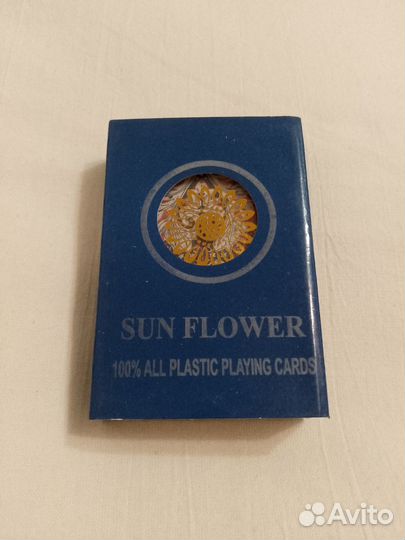 SUN FLOWER
100% ALL PLASTIC PLAYING CARDS
Avito